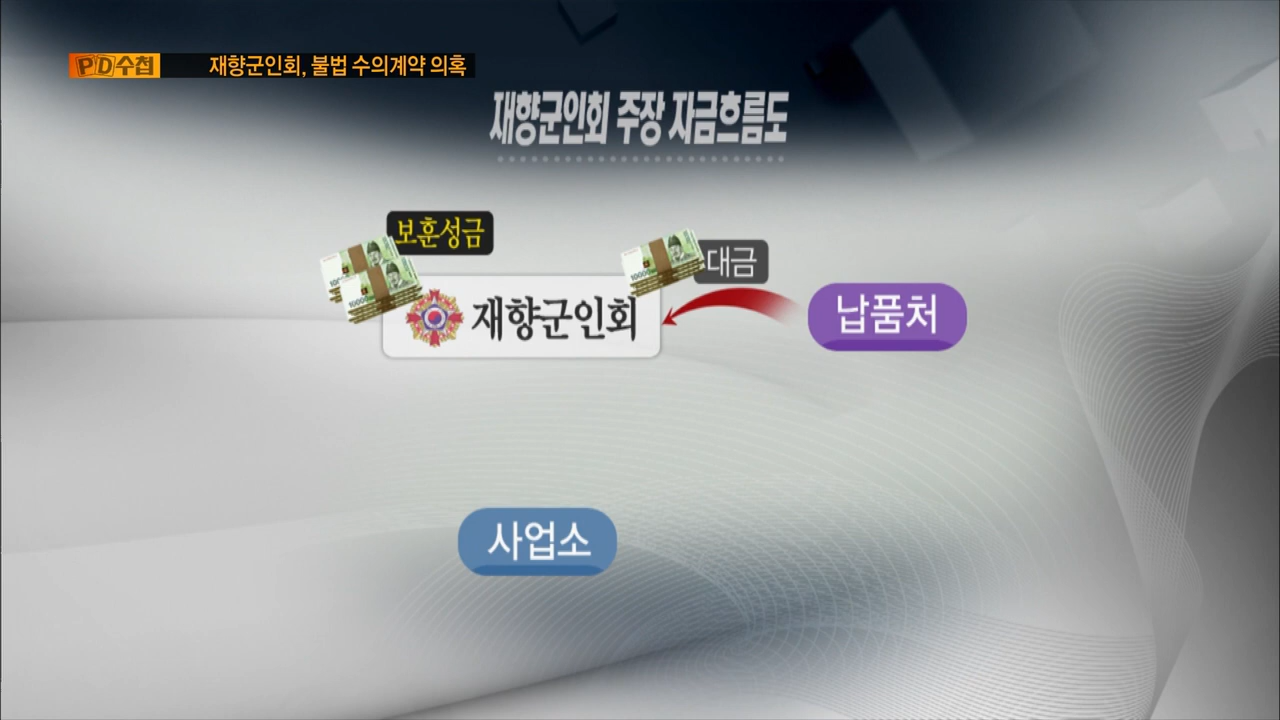 PD수첩 재향군인회, 불법 수의계약 의혹
재향군인회 주장 자금흐름도
보훈성금
대금
재향군인회
납품처
사업소